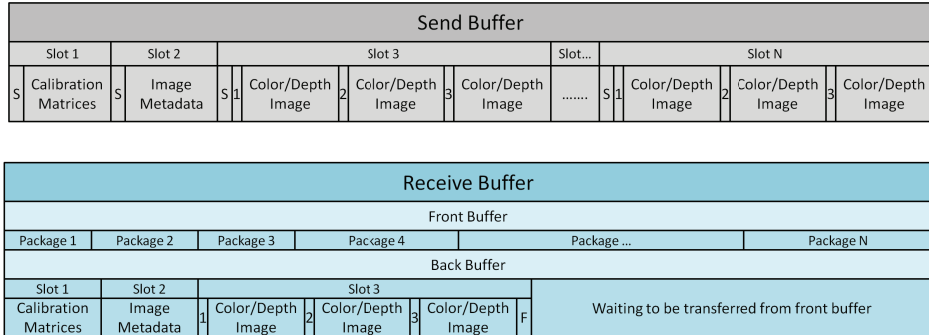 Send Buffer
Slot 1 Slot 2 Slot 3 Slot... Slot N
S Calibration Matrices S Image Metadata S 1 Color/Depth Image 2 Color/Depth Image 3 Color/Depth Image ....... S 1 Color/Depth Image 2 Color/Depth Image 3 Color/Depth Image
Receive Buffer
Front Buffer
Package 1 Package 2 Package 3 Package 4 Package ... Package N
Back Buffer
Slot 1 Slot 2 Slot 3
Calibration Matrices Image Metadata 1 Color/Depth Image 2 Color/Depth Image 3 Color/Depth Image F Waiting to be transferred from front buffer